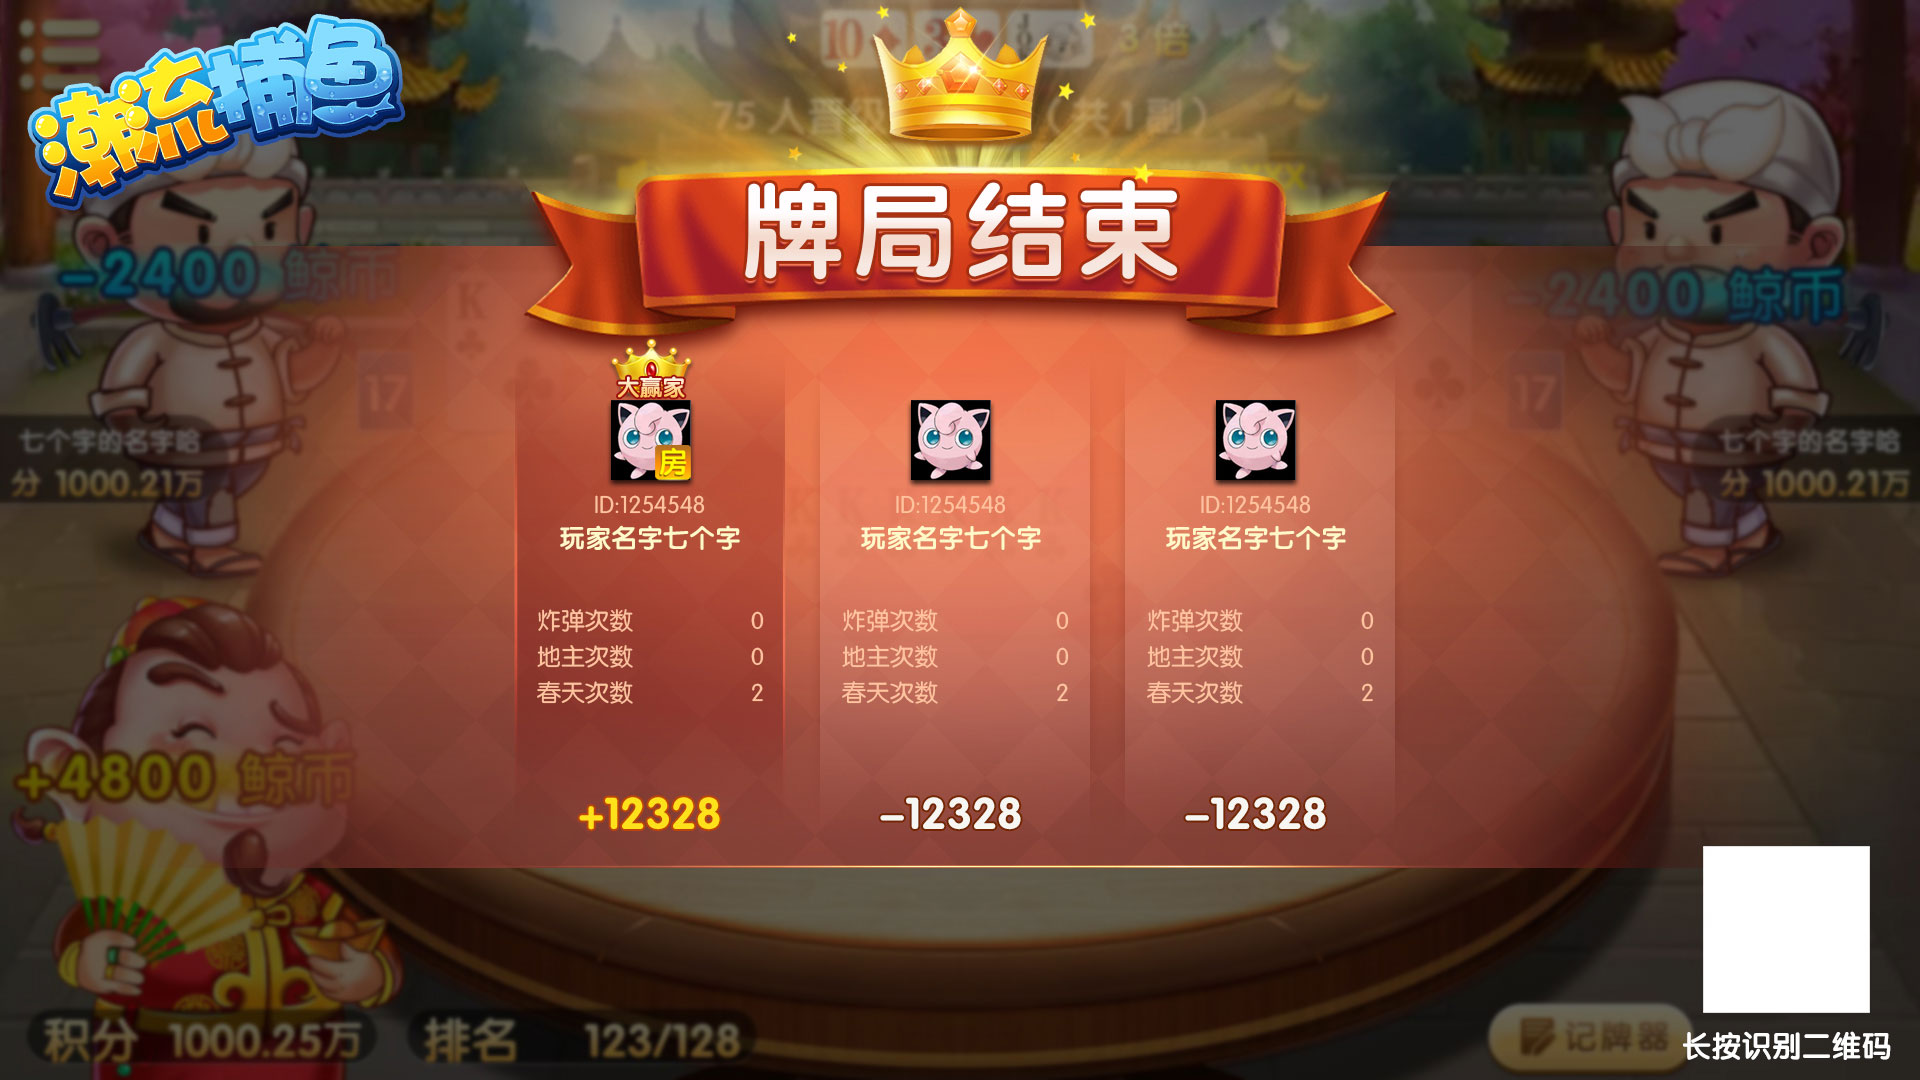 潮流捕鱼
10 3
3 倍
75 人晋级
(共1副)
牌局结束
-2400 鲸币
-2400 鲸币
K
17
17
大赢家
房
七个字的名字哈
分 1000.21万
七个字的名字哈
分 1000.21万
ID:1254548
玩家名字七个字
炸弹次数 0
地主次数 0
春天次数 2
+12328
ID:1254548
玩家名字七个字
炸弹次数 0
地主次数 0
春天次数 2
-12328
ID:1254548
玩家名字七个字
炸弹次数 0
地主次数 0
春天次数 2
-12328
+4800 鲸币
积分 1000.25万
排名 123/128
记牌器
长按识别二维码